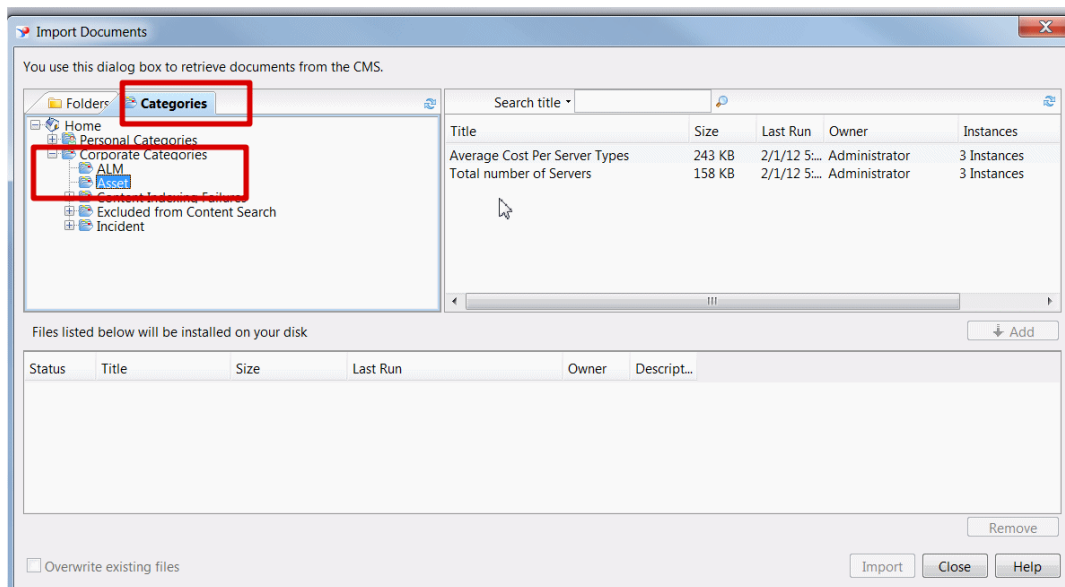 Import Documents
You use this dialog box to retrieve documents from the CMS.
Folders
Categories
Home
Personal Categories
Corporate Categories
ALM
Asset
Content Indexing Failures
Excluded from Content Search
Incident
Search title
Title Size Last Run Owner Instances
Average Cost Per Server Types 243 KB 2/1/12 5:... Administrator 3 Instances
Total number of Servers 158 KB 2/1/12 5:... Administrator 3 Instances
Files listed below will be installed on your disk
Add
Status Title Size Last Run Owner Descript...
Remove
Overwrite existing files
Import Close Help